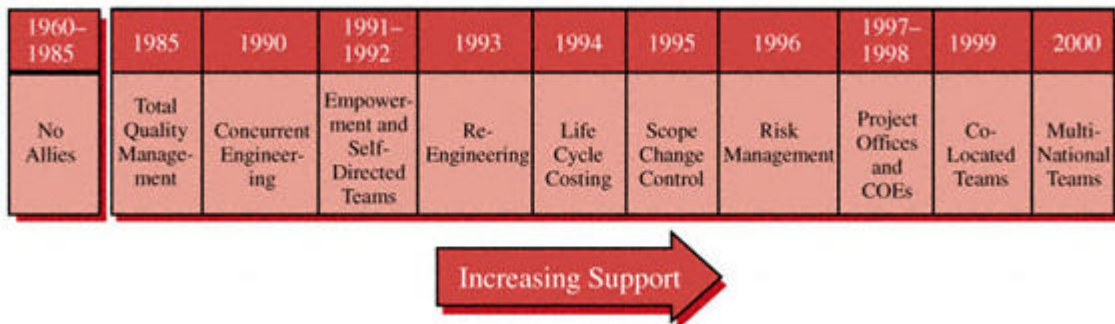 1960–
1985
1985
1990
1991–
1992
1993
1994
1995
1996
1997–
1998
1999
2000
No
Allies
Total
Quality
Manage-
ment
Concurrent
Engineer-
ing
Empower-
ment and
Self-
Directed
Teams
Re-
Engineering
Life
Cycle
Costing
Scope
Change
Control
Risk
Management
Project
Offices
and
COEs
Co-
Located
Teams
Multi-
National
Teams
Increasing Support